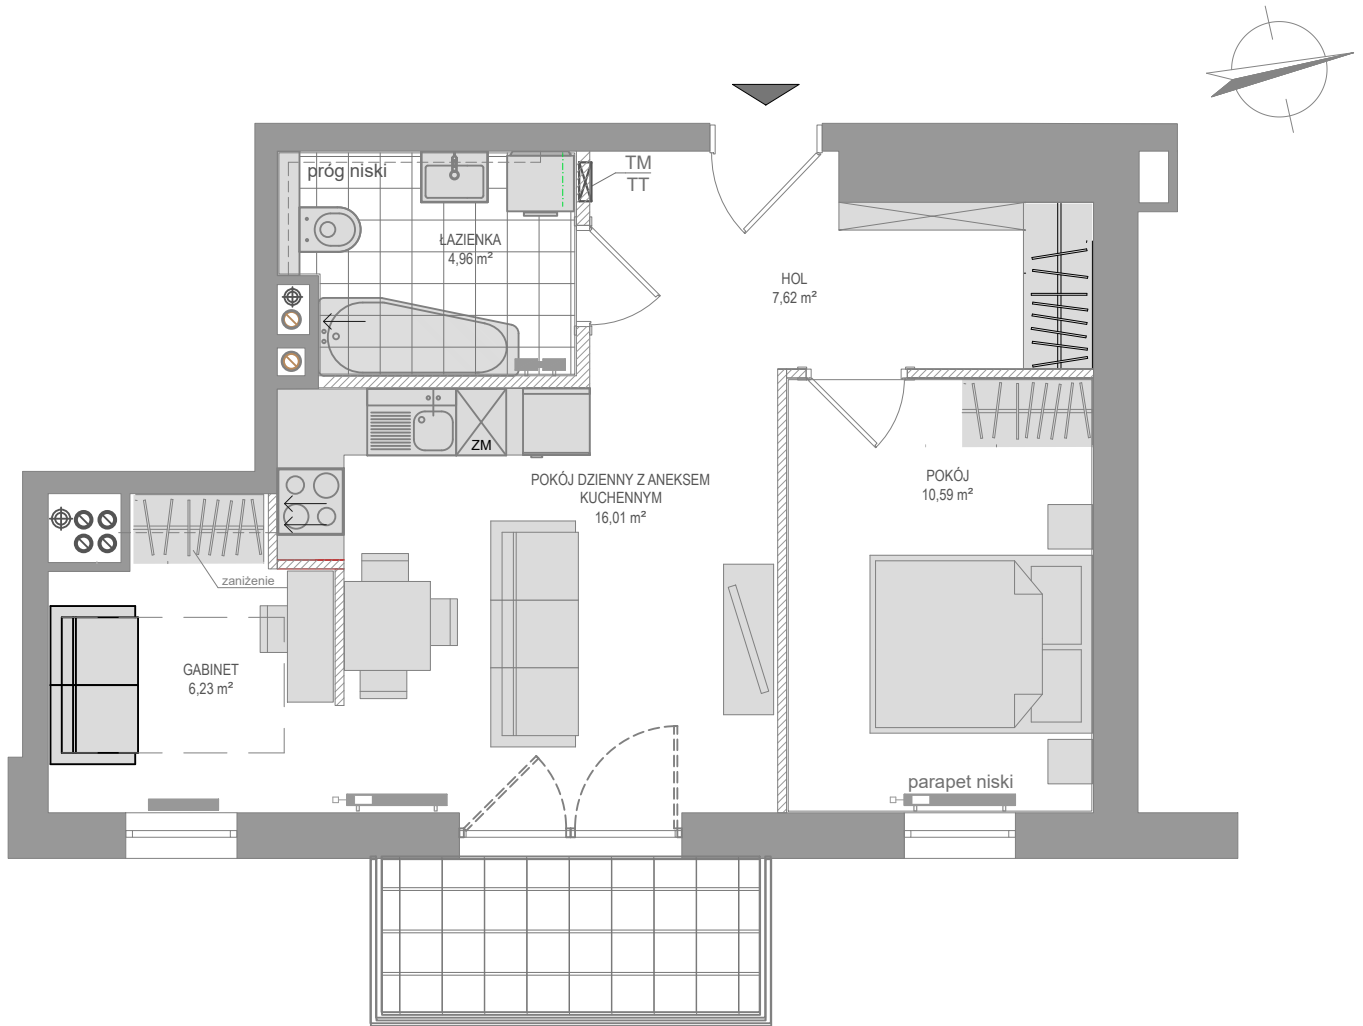 próg niski
TM
TT
ŁAZIENKA
4,96 m²
HOL
7,62 m²
ZM
POKÓJ DZIENNY Z ANEKSEM
KUCHENNYM
16,01 m²
POKÓJ
10,59 m²
zaniżenie
GABINET
6,23 m²
parapet niski